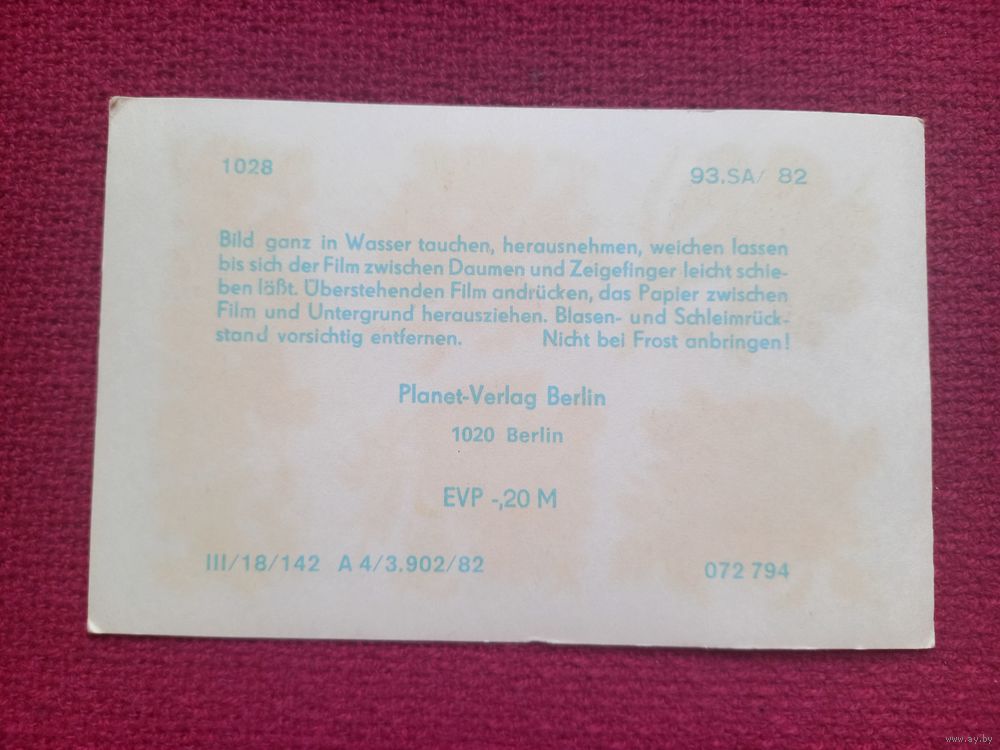 1028
93.SA/ 82
Bild ganz in Wasser tauchen, herausnehmen, weichen lassen
bis sich der Film zwischen Daumen und Zeigefinger leicht schie-
ben läßt. Überstehenden Film andrücken, das Papier zwischen
Film und Untergrund herausziehen. Blasen- und Schleimrück-
stand vorsichtig entfernen. Nicht bei Frost anbringen!
Planet-Verlag Berlin
1020 Berlin
EVP -,20 M
III/18/142 A 4/3.902/82
072 794
www.ay.by